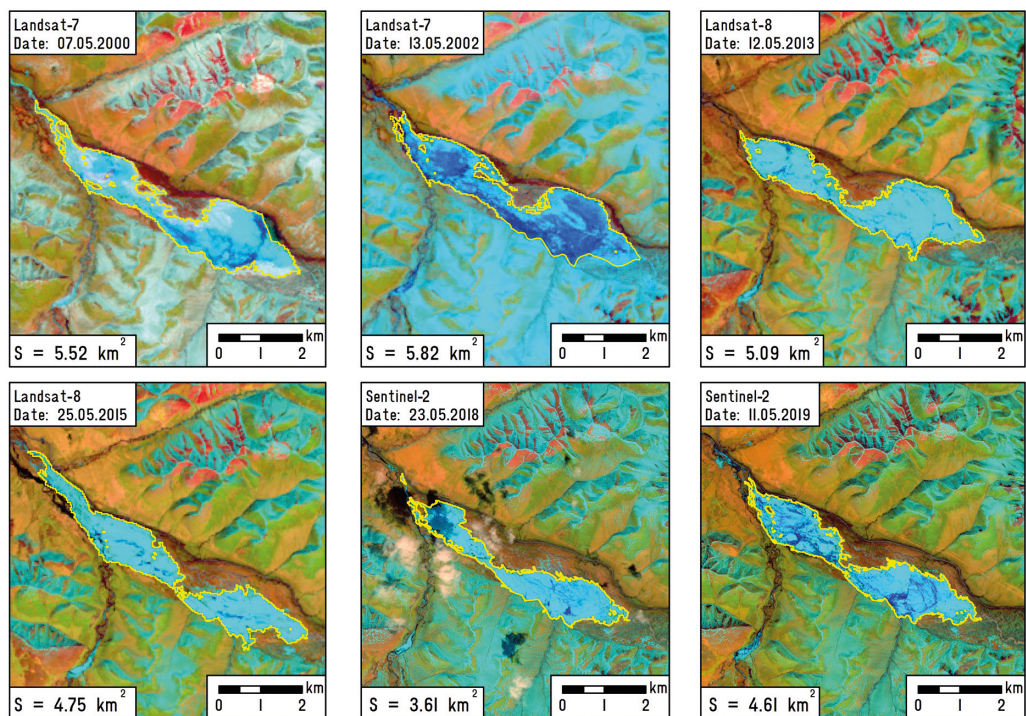 Landsat-7
Date: 07.05.2000
km
0 1 2
S = 5.52 km²
Landsat-7
Date: 13.05.2002
km
0 1 2
S = 5.82 km²
Landsat-8
Date: 12.05.2013
km
0 1 2
S = 5.09 km²
Landsat-8
Date: 25.05.2015
km
0 1 2
S = 4.75 km²
Sentinel-2
Date: 23.05.2018
km
0 1 2
S = 3.61 km²
Sentinel-2
Date: 11.05.2019
km
0 1 2
S = 4.61 km²